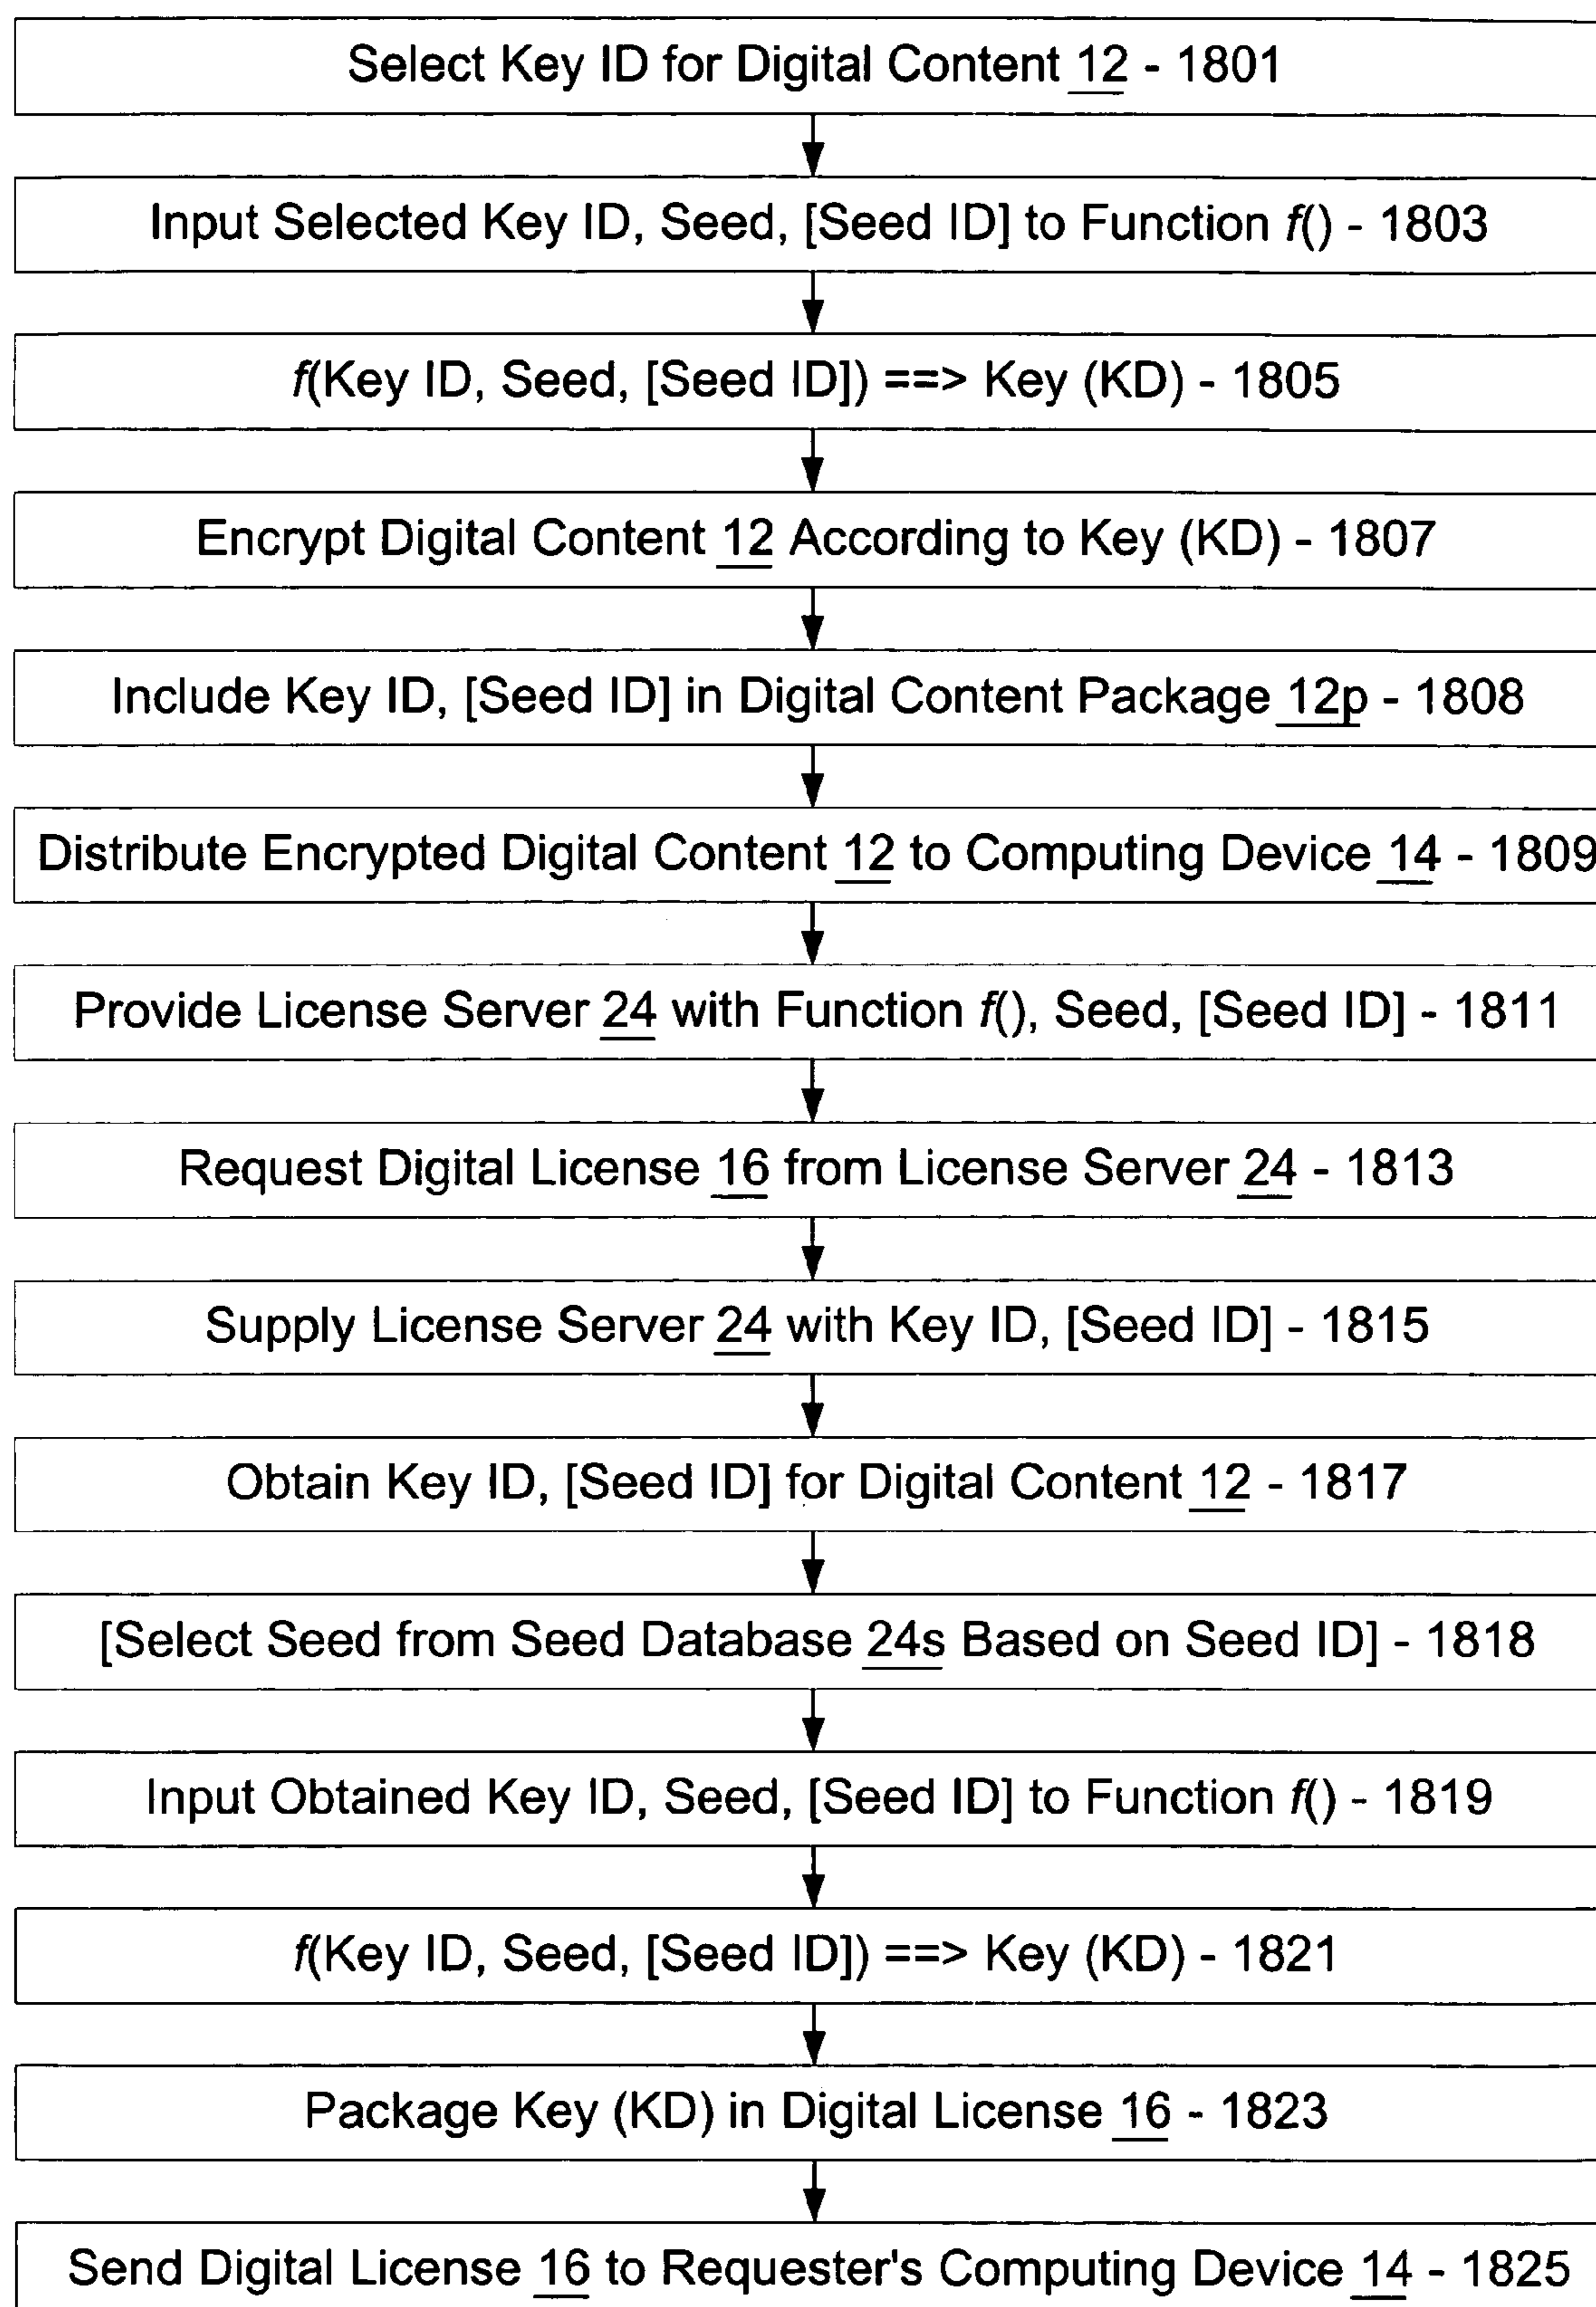 Select Key ID for Digital Content 12 - 1801
Input Selected Key ID, Seed, [Seed ID] to Function f() - 1803
f(Key ID, Seed, [Seed ID]) ==> Key (KD) - 1805
Encrypt Digital Content 12 According to Key (KD) - 1807
Include Key ID, [Seed ID] in Digital Content Package 12p - 1808
Distribute Encrypted Digital Content 12 to Computing Device 14 - 1809
Provide License Server 24 with Function f(), Seed, [Seed ID] - 1811
Request Digital License 16 from License Server 24 - 1813
Supply License Server 24 with Key ID, [Seed ID] - 1815
Obtain Key ID, [Seed ID] for Digital Content 12 - 1817
[Select Seed from Seed Database 24s Based on Seed ID] - 1818
Input Obtained Key ID, Seed, [Seed ID] to Function f() - 1819
f(Key ID, Seed, [Seed ID]) ==> Key (KD) - 1821
Package Key (KD) in Digital License 16 - 1823
Send Digital License 16 to Requester's Computing Device 14 - 1825